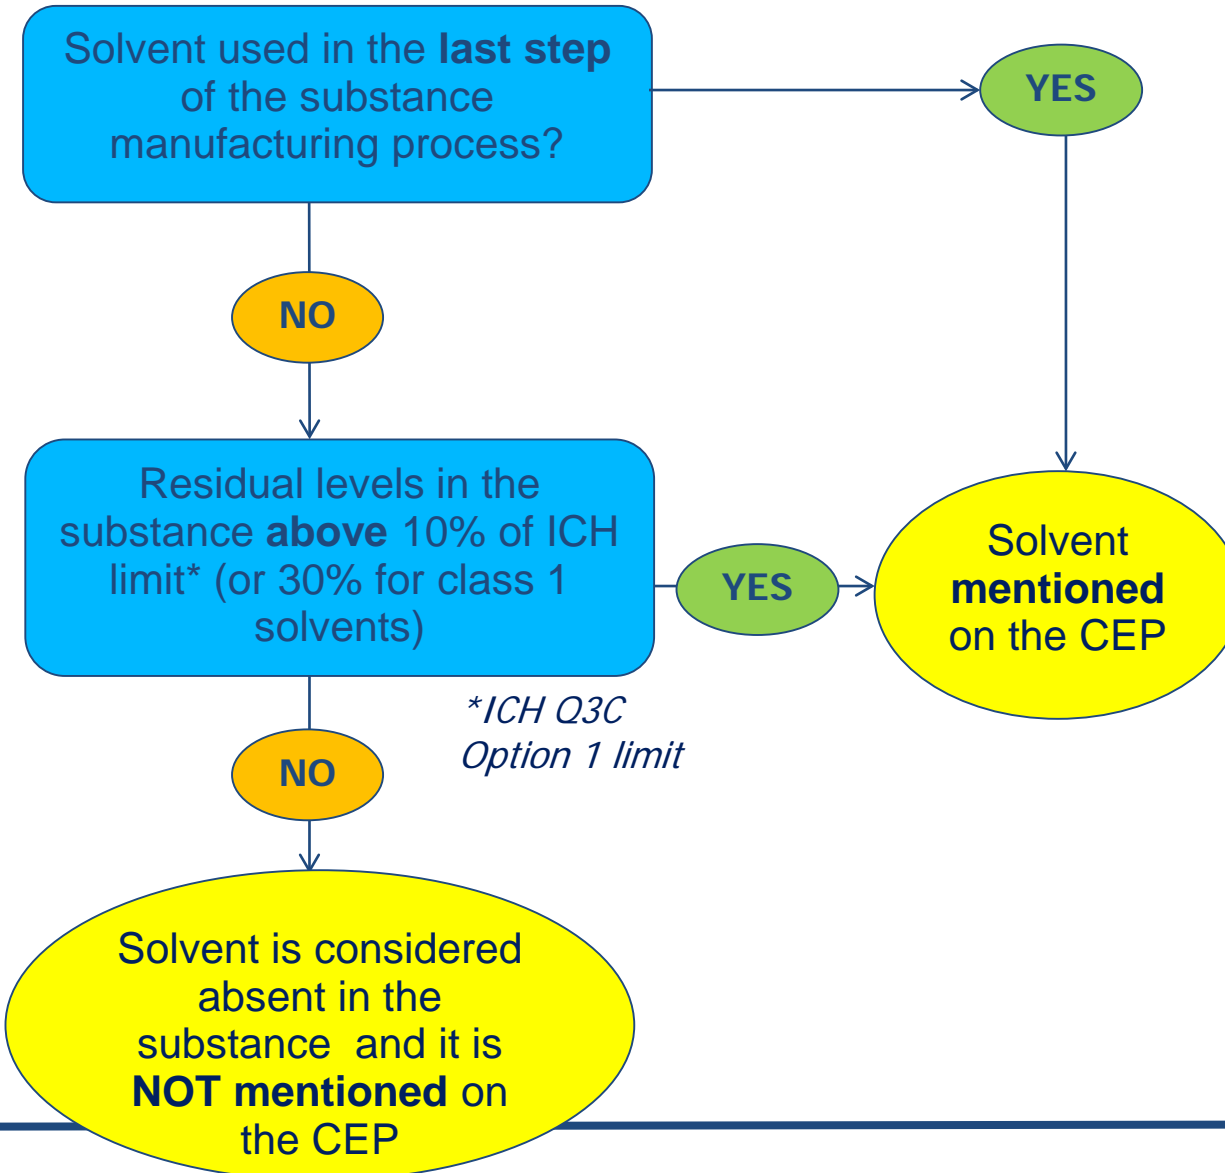 Solvent used in the last step
of the substance
manufacturing process?
YES
NO
Residual levels in the
substance above 10% of ICH
limit* (or 30% for class 1
solvents)
YES
Solvent
mentioned
on the CEP
*ICH Q3C
Option 1 limit
NO
Solvent is considered
absent in the
substance  and it is
NOT mentioned on
the CEP